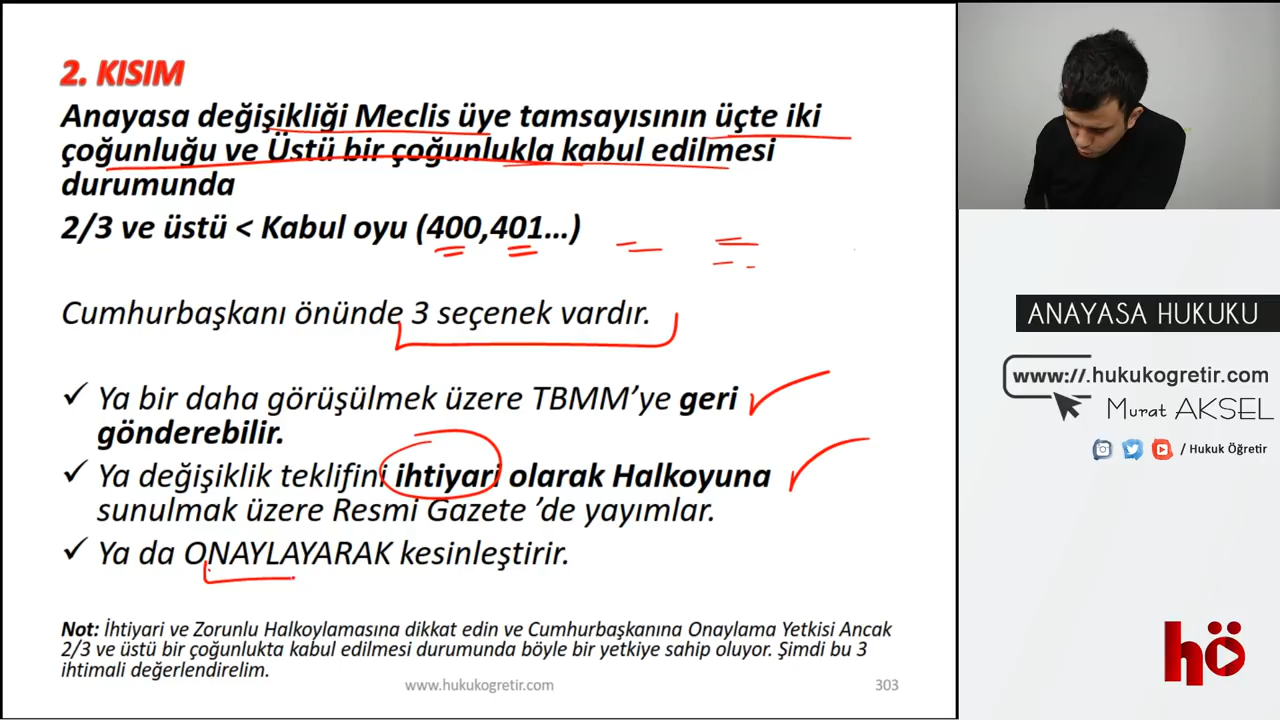 2. KISIM
Anayasa değişikliği Meclis üye tamsayısının üçte iki
çoğunluğu ve Üstü bir çoğunlukla kabul edilmesi
durumunda
2/3 ve üstü < Kabul oyu (400,401...)
Cumhurbaşkanı önünde 3 seçenek vardır.
✓ Ya bir daha görüşülmek üzere TBMM’ye geri
gönderebilir.
✓ Ya değişiklik teklifini ihtiyari olarak Halkoyuna
sunulmak üzere Resmi Gazete ’de yayımlar.
✓ Ya da ONAYLAYARAK kesinleştirir.
Not: İhtiyari ve Zorunlu Halkoylamasına dikkat edin ve Cumhurbaşkanına Onaylama Yetkisi Ancak
2/3 ve üstü bir çoğunlukta kabul edilmesi durumunda böyle bir yetkiye sahip oluyor. Şimdi bu 3
ihtimali değerlendirelim.
www.hukukogretir.com
303
ANAYASA HUKUKU
www://.hukukogretir.com
Murat AKSEL
/ Hukuk Öğretir
hö